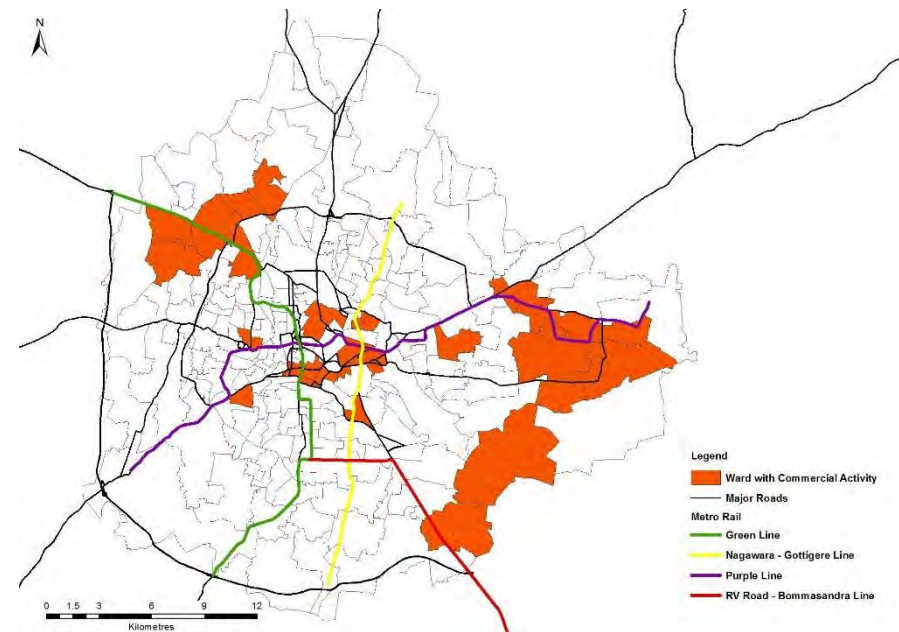 N
Legend
Ward with Commercial Activity
Major Roads
Metro Rail
Green Line
Nagawara - Gottigere Line
Purple Line
RV Road - Bommasandra Line
0 1.5 3 6 9 12
Kilometres